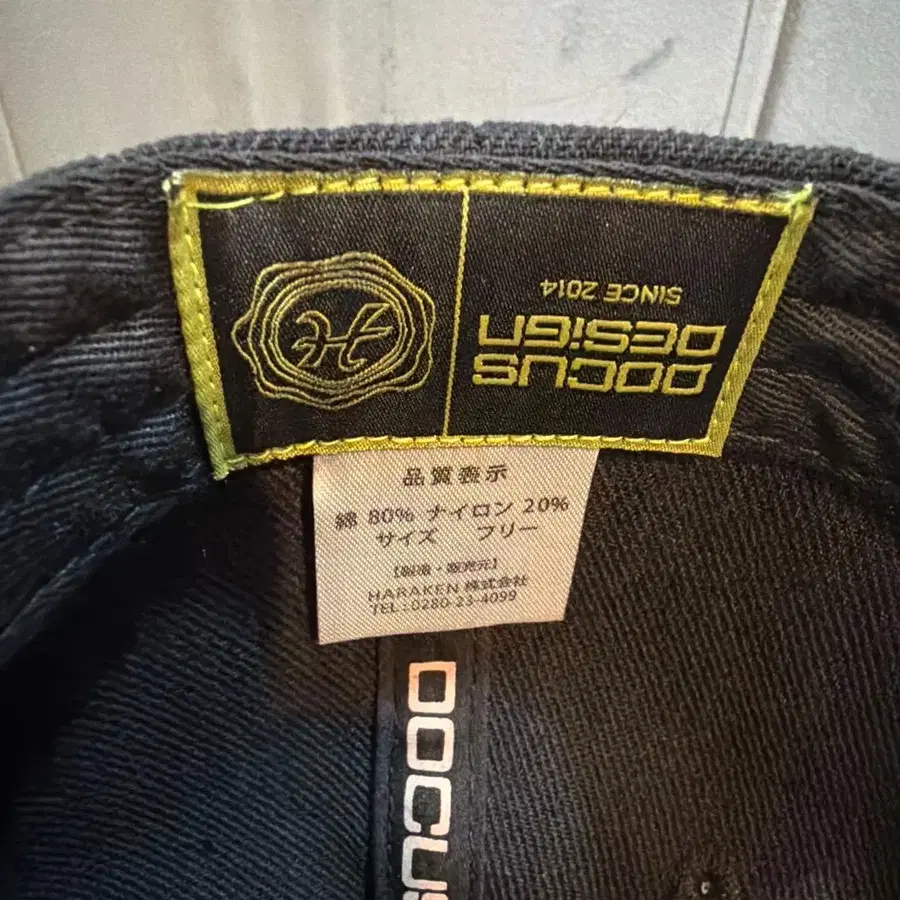 DOCUS
DESIGN
SINCE 2014
H
品質表示
綿 80% ナイロン 20%
サイズ フリー
【製造・販売元】
HARAKEN 株式会社
TEL:0280-23-4099
DOCUS